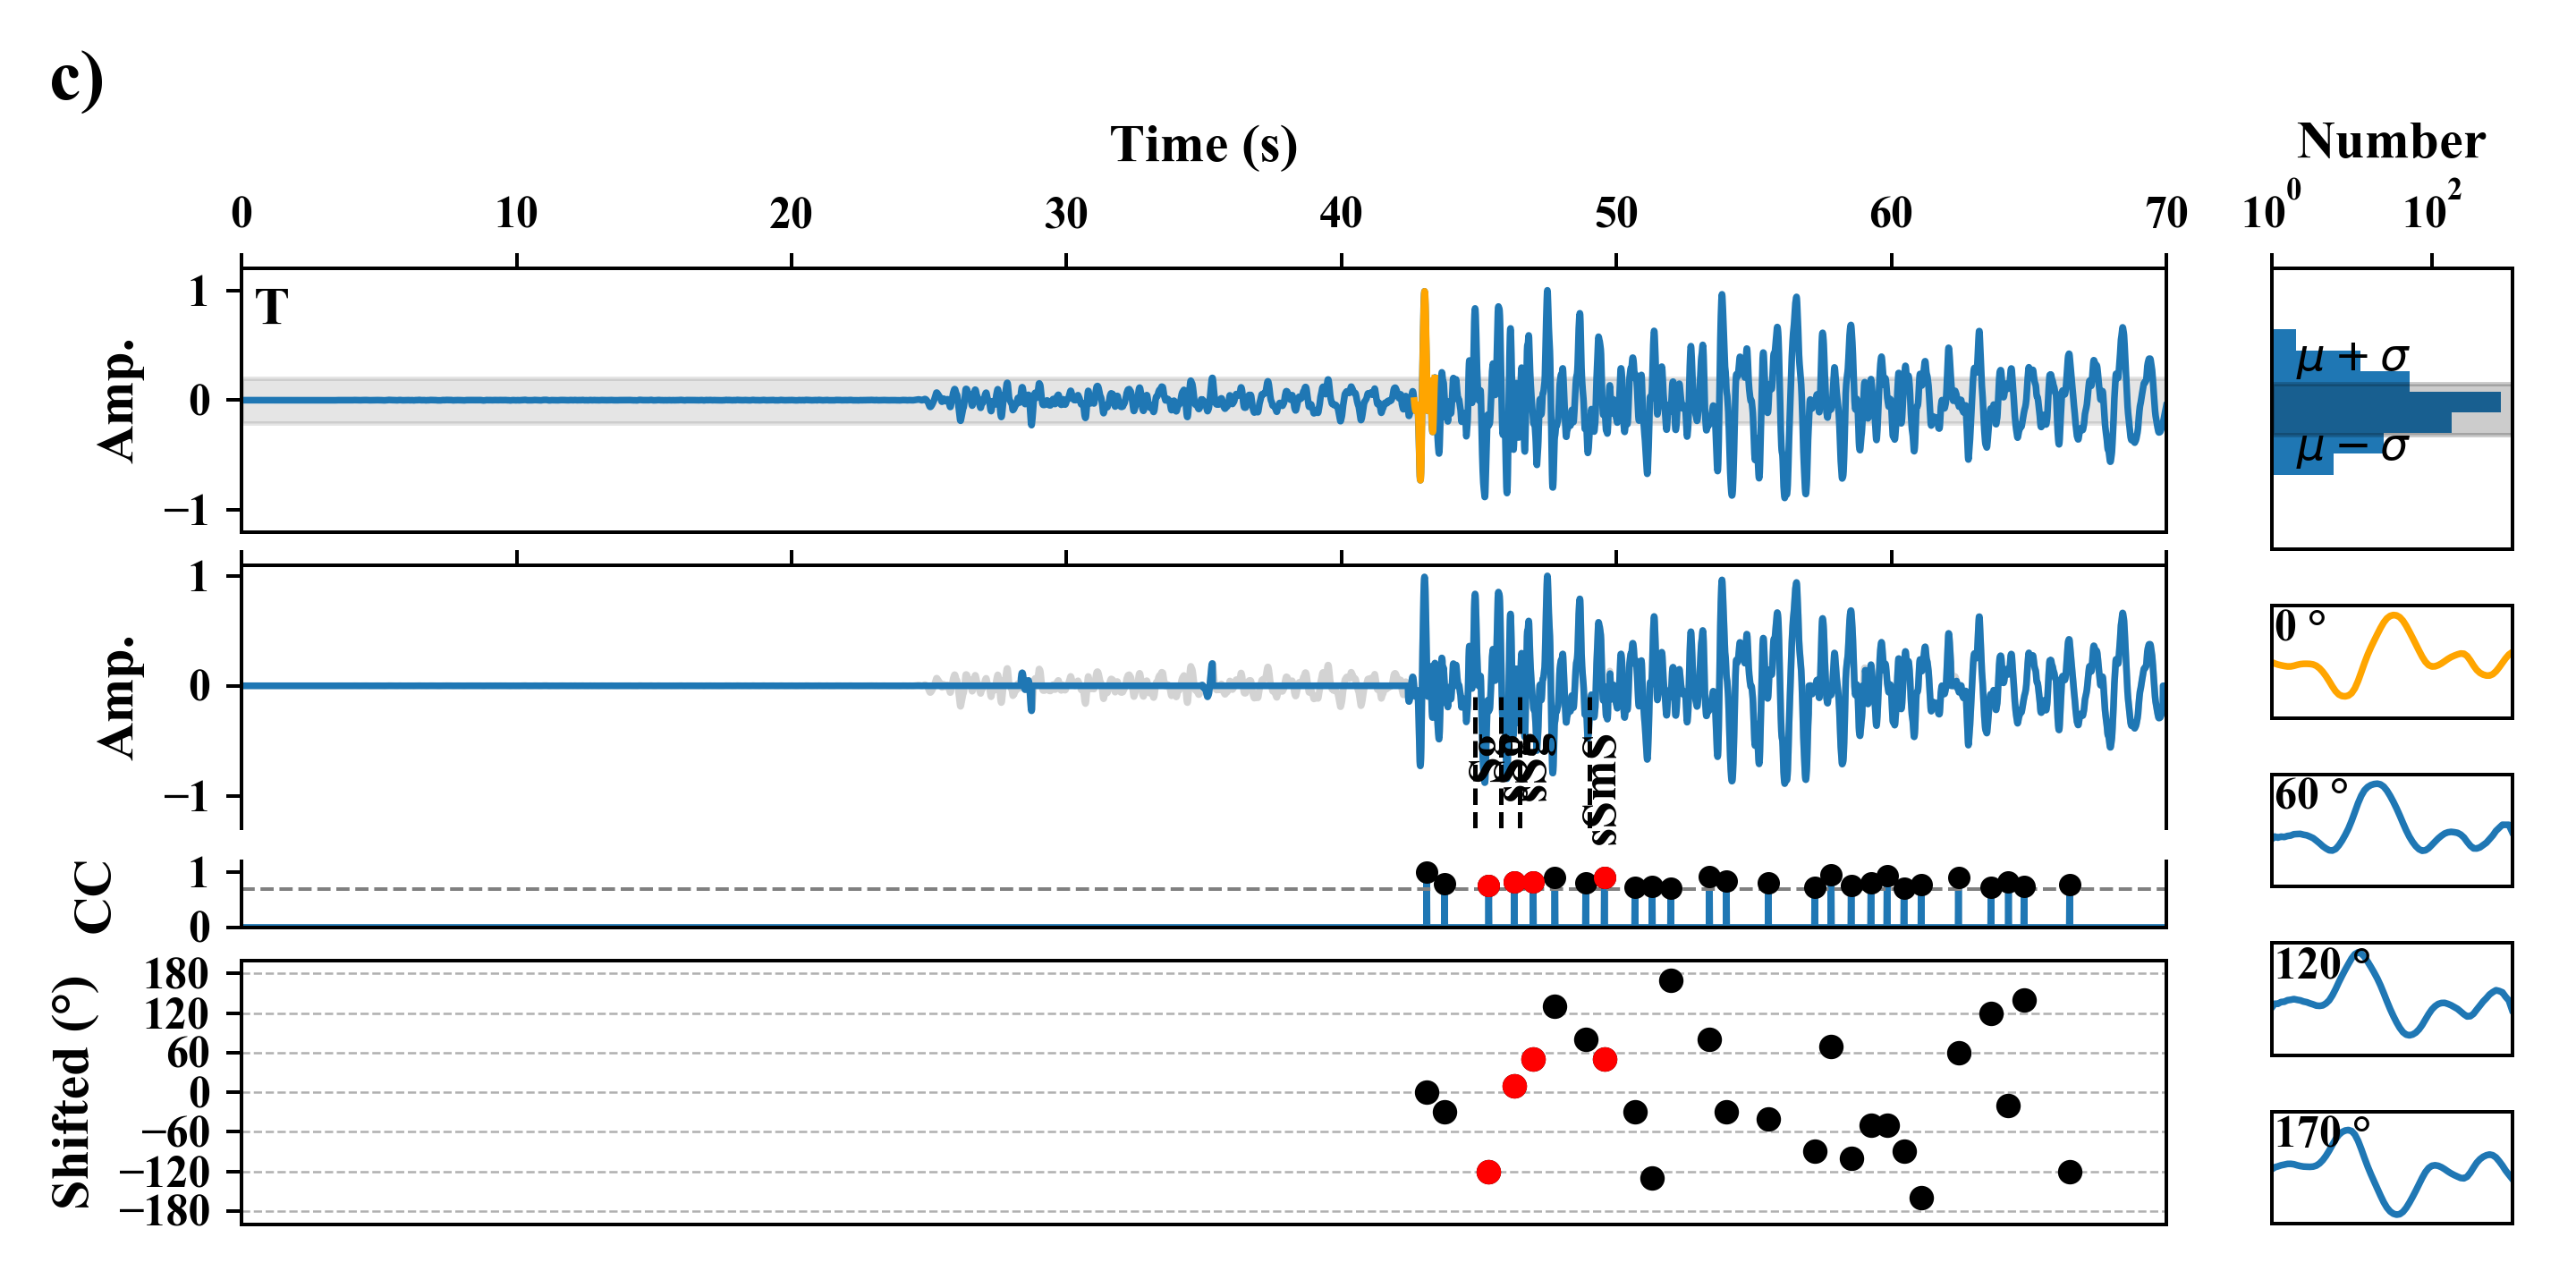 c)
Time (s)
Number
0 10 20 30 40 50 60 70
10^0 10^2
T
Amp.
1
0
−1
μ + σ
μ − σ
Amp.
1
0
−1
Sg
sSg
sSmS
0 °
60 °
120 °
170 °
CC
1
0
Shifted (°)
180
120
60
0
−60
−120
−180